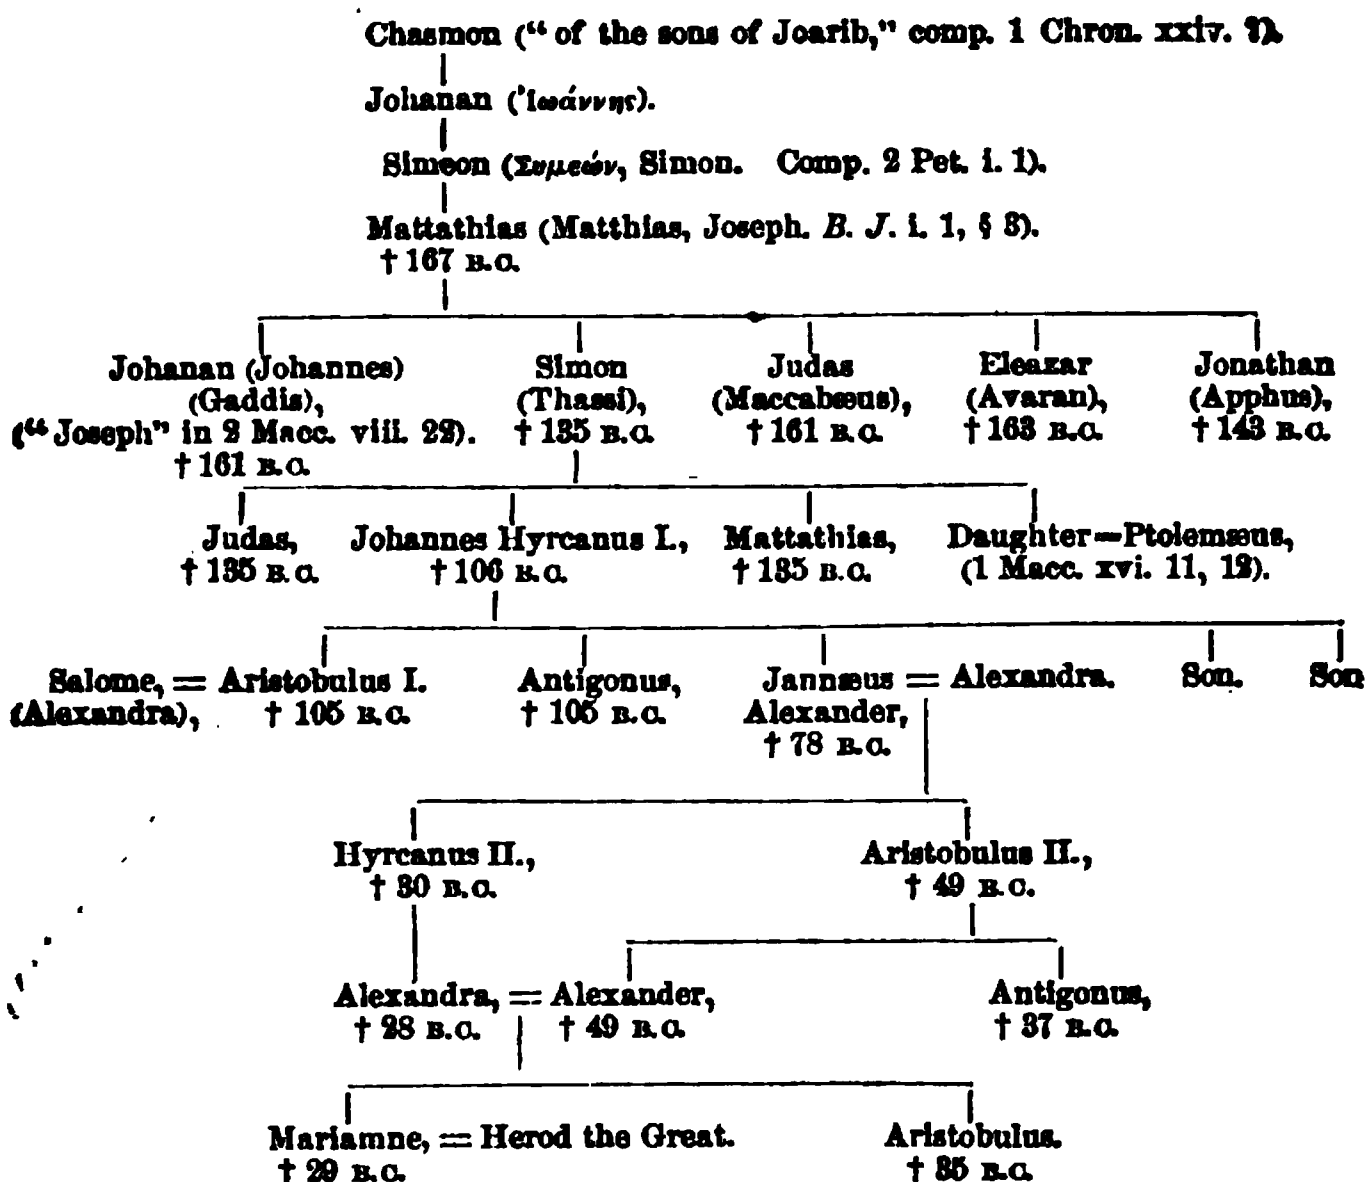 Chasmon (“of the sons of Joarib,” comp. 1 Chron. xxiv. 7).
Johanan (Ἰωάννης).
Simeon (Συμεών, Simon. Comp. 2 Pet. i. 1).
Mattathias (Matthias, Joseph. B. J. i. 1, § 3).
† 167 B.C.
Johanan (Johannes) Simon Judas Eleazar Jonathan
(Gaddis), (Thassi), (Maccabæus), (Avaran), (Apphus),
(“Joseph” in 2 Macc. viii. 22). † 135 B.C. † 161 B.C. † 163 B.C. † 143 B.C.
† 161 B.C.
Judas, Johannes Hyrcanus I., Mattathias, Daughter=Ptolemæus,
† 135 B.C. † 106 B.C. † 135 B.C. (1 Macc. xvi. 11, 12).
Salome, = Aristobulus I. Antigonus, Jannæus = Alexandra. Son. Son
(Alexandra), † 105 B.C. † 105 B.C. Alexander,
† 78 B.C.
Hyrcanus II., Aristobulus II.,
† 30 B.C. † 49 B.C.
Alexandra, = Alexander, Antigonus,
† 28 B.C. † 49 B.C. † 37 B.C.
Mariamne, = Herod the Great. Aristobulus.
† 29 B.C. † 35 B.C.